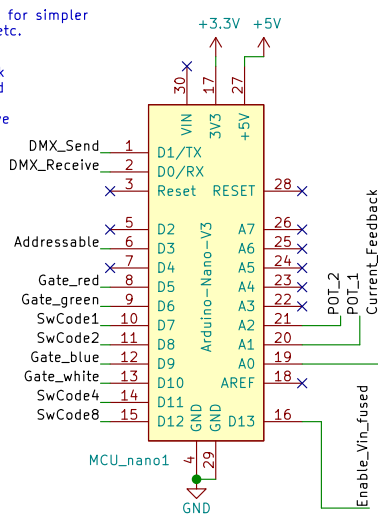 for simpler
etc.
k
d
ve
+3.3V
+5V
30
17
27
VIN
3V3
+5V
DMX_Send 1 D1/TX
DMX_Receive 2 D0/RX
3 Reset RESET 28
5 D2 A7 26
Addressable 6 D3 A6 25
7 D4 A5 24
Gate_red 8 D5 A4 23
Gate_green 9 D6 A3 22
SwCode1 10 D7 A2 21 POT_2
SwCode2 11 D8 A1 20 POT_1
Gate_blue 12 D9 A0 19 Current_Feedback
Gate_white 13 D10 AREF 18
SwCode4 14 D11
SwCode8 15 D12 D13 16 Enable_Vin_fused
Arduino-Nano-V3
GND
GND
MCU_nano1
4
29
GND